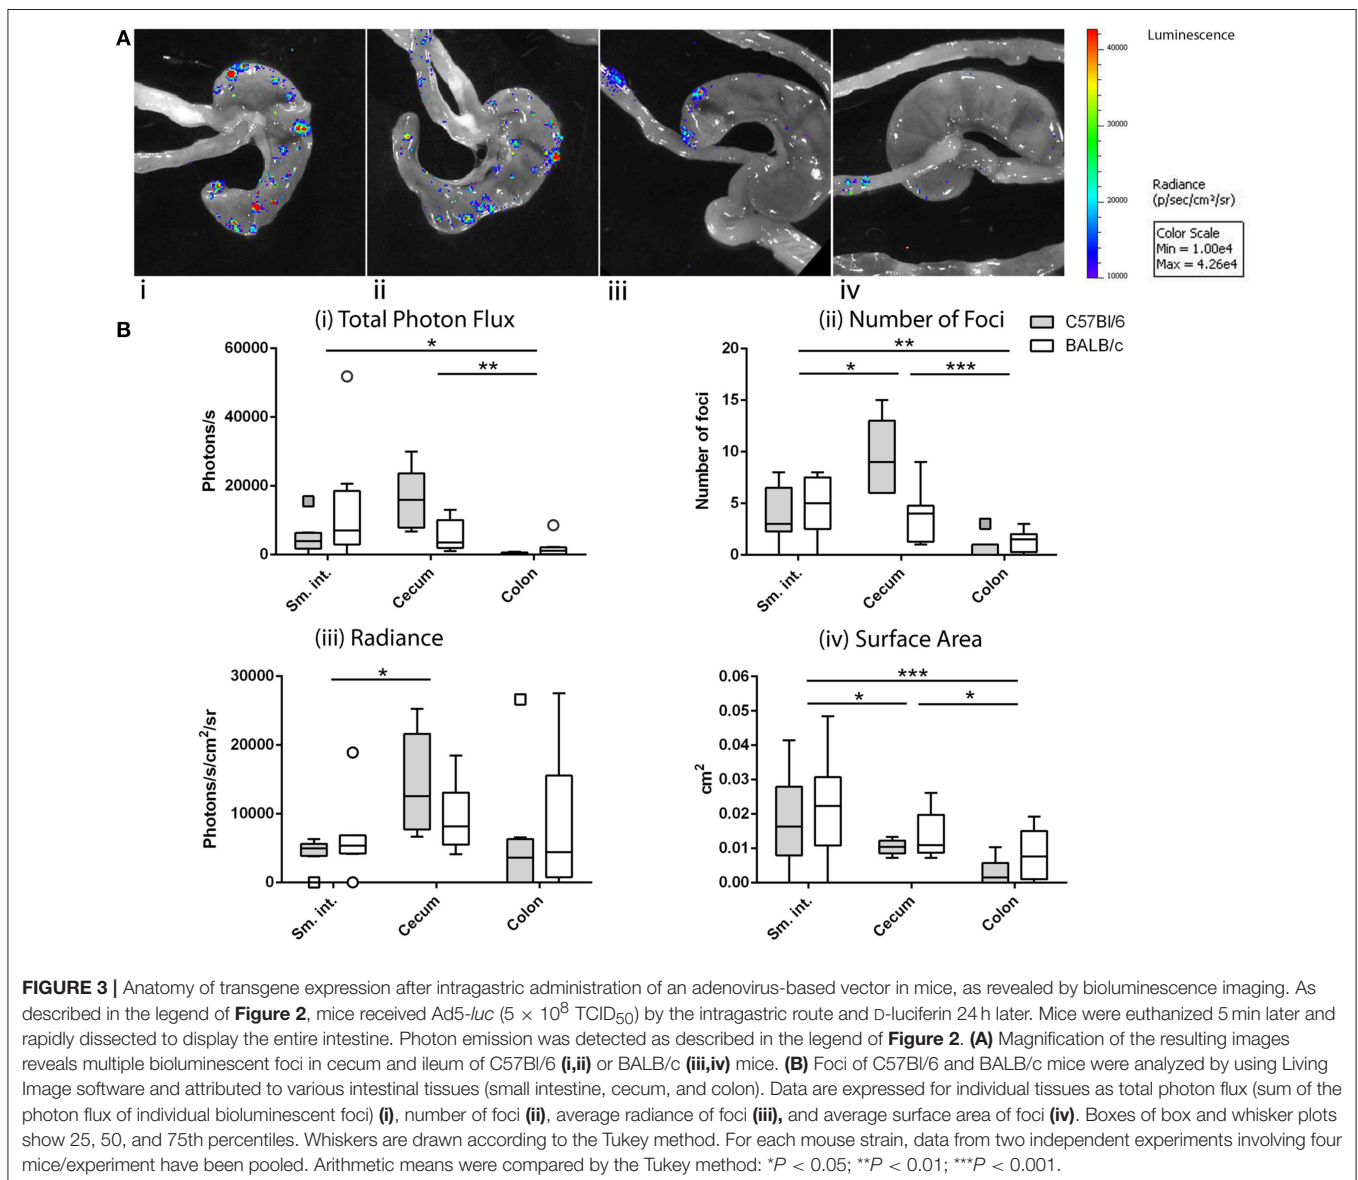 A
i
ii
iii
iv
Luminescence
40000
30000
20000
10000
Radiance
(p/sec/cm²/sr)
Color Scale
Min = 1.00e4
Max = 4.26e4
B
(i) Total Photon Flux
Photons/s
60000
40000
20000
0
*
**
Sm. int.
Cecum
Colon
(ii) Number of Foci
Number of foci
20
15
10
5
0
**
*
***
Sm. int.
Cecum
Colon
C57Bl/6
BALB/c
(iii) Radiance
Photons/s/cm²/sr
30000
20000
10000
0
*
Sm. int.
Cecum
Colon
(iv) Surface Area
cm²
0.06
0.05
0.04
0.03
0.02
0.01
0.00
***
*
*
Sm. int.
Cecum
Colon
FIGURE 3 | Anatomy of transgene expression after intragastric administration of an adenovirus-based vector in mice, as revealed by bioluminescence imaging. As
described in the legend of Figure 2, mice received Ad5-luc (5 × 10⁸ TCID₅₀) by the intragastric route and D-luciferin 24 h later. Mice were euthanized 5 min later and
rapidly dissected to display the entire intestine. Photon emission was detected as described in the legend of Figure 2. (A) Magnification of the resulting images
reveals multiple bioluminescent foci in cecum and ileum of C57Bl/6 (i,ii) or BALB/c (iii,iv) mice. (B) Foci of C57Bl/6 and BALB/c mice were analyzed by using Living
Image software and attributed to various intestinal tissues (small intestine, cecum, and colon). Data are expressed for individual tissues as total photon flux (sum of the
photon flux of individual bioluminescent foci) (i), number of foci (ii), average radiance of foci (iii), and average surface area of foci (iv). Boxes of box and whisker plots
show 25, 50, and 75th percentiles. Whiskers are drawn according to the Tukey method. For each mouse strain, data from two independent experiments involving four
mice/experiment have been pooled. Arithmetic means were compared by the Tukey method: *P < 0.05; **P < 0.01; ***P < 0.001.